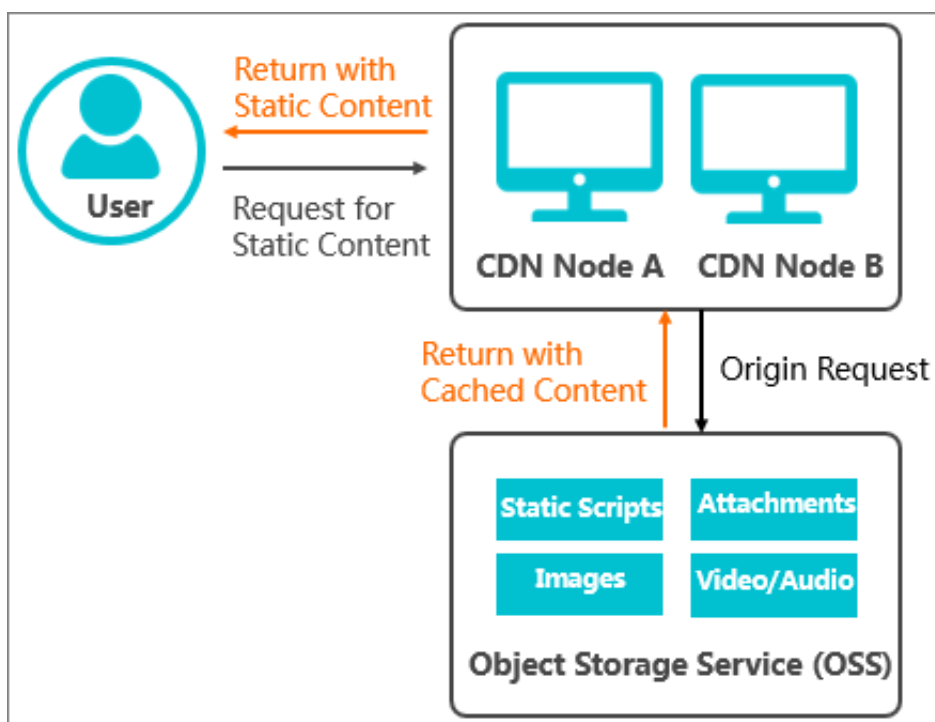 Return with
Static Content
User
Request for
Static Content
CDN Node A
CDN Node B
Return with
Cached Content
Origin Request
Static Scripts
Attachments
Images
Video/Audio
Object Storage Service (OSS)